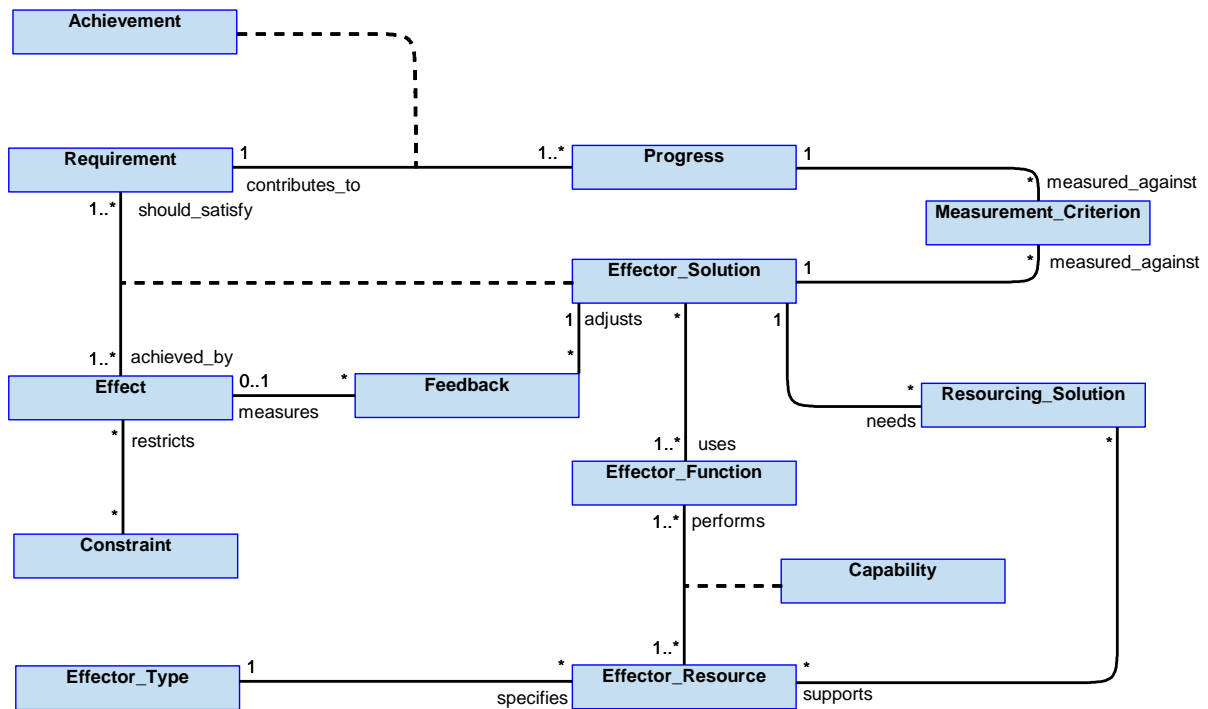 Achievement
Requirement
1
contributes_to
1..*
Progress
1
*
measured_against
Measurement_Criterion
*
measured_against
1..*
should_satisfy
Effector_Solution
1
1
adjusts
*
1
1..*
achieved_by
Effect
0..1
measures
*
*
Feedback
*
needs
Resourcing_Solution
*
*
restricts
1..*
uses
Effector_Function
1..*
performs
*
Constraint
Capability
1..*
Effector_Type
1
*
specifies
Effector_Resource
*
supports